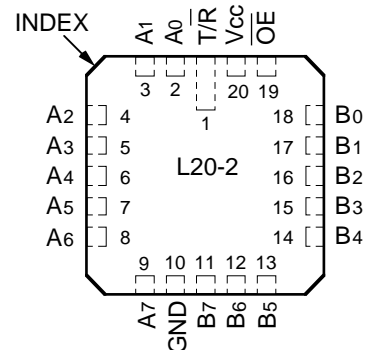 INDEX
A1 A0 T/R Vcc OE
3 2 20 19
1
A2 4 18 B0
A3 5 17 B1
A4 6 L20-2 16 B2
A5 7 15 B3
A6 8 14 B4
9 10 11 12 13
A7 GND B7 B6 B5